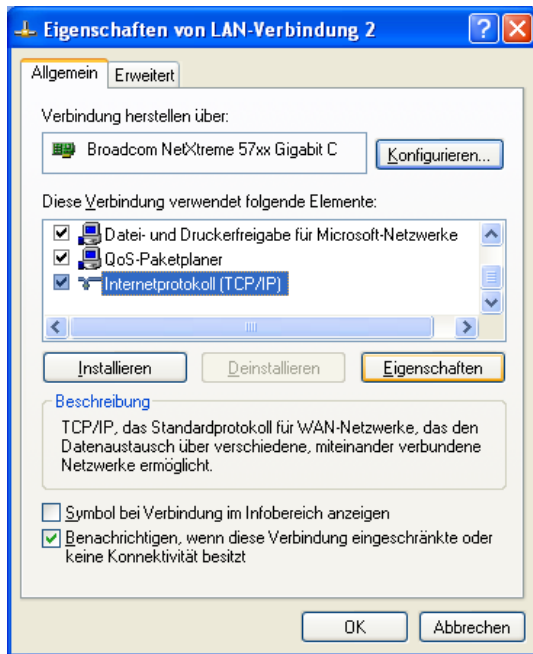 Eigenschaften von LAN-Verbindung 2
Allgemein
Erweitert
Verbindung herstellen über:
Broadcom NetXtreme 57xx Gigabit C
Konfigurieren...
Diese Verbindung verwendet folgende Elemente:
Datei- und Druckerfreigabe für Microsoft-Netzwerke
QoS-Paketplaner
Internetprotokoll (TCP/IP)
Installieren
Deinstallieren
Eigenschaften
Beschreibung
TCP/IP, das Standardprotokoll für WAN-Netzwerke, das den
Datenaustausch über verschiedene, miteinander verbundene
Netzwerke ermöglicht.
Symbol bei Verbindung im Infobereich anzeigen
Benachrichtigen, wenn diese Verbindung eingeschränkte oder
keine Konnektivität besitzt
OK
Abbrechen